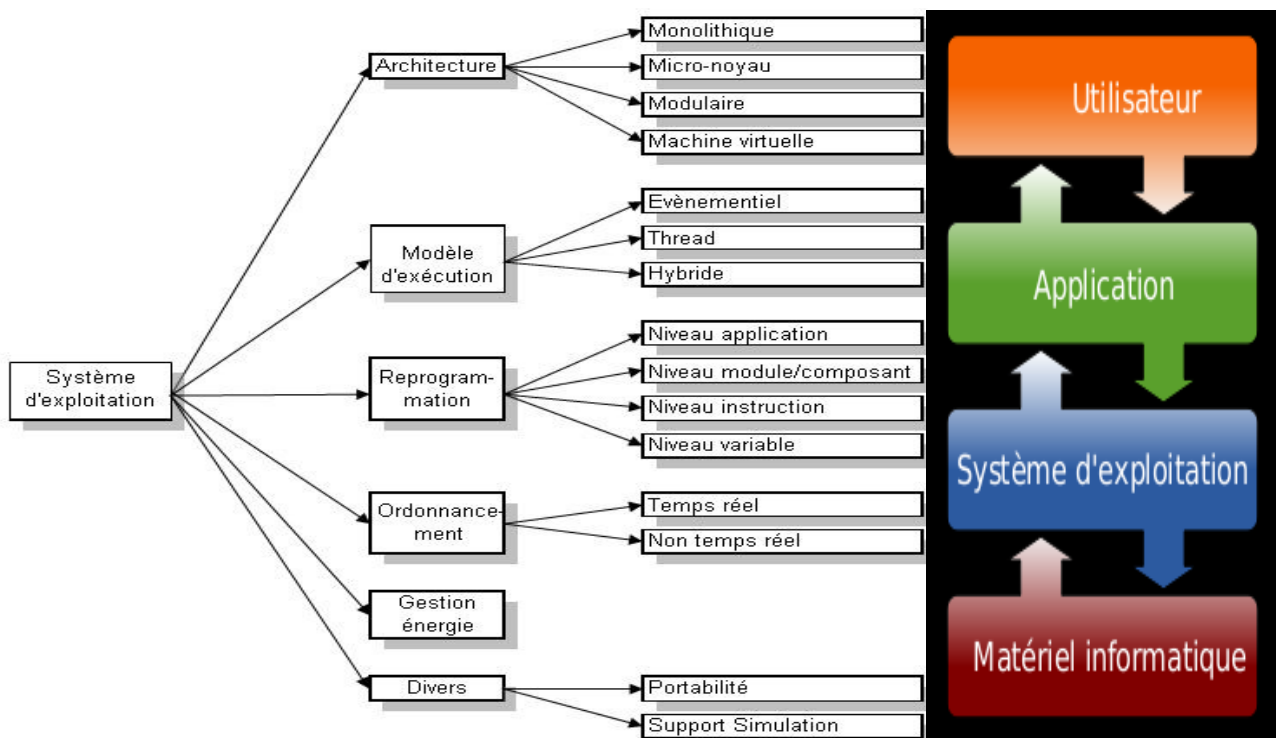 Système
d'exploitation
Architecture
Monolithique
Micro-noyau
Modulaire
Machine virtuelle
Modèle
d'exécution
Evènementiel
Thread
Hybride
Reprogram-
mation
Niveau application
Niveau module/composant
Niveau instruction
Niveau variable
Ordonnance-
ment
Temps réel
Non temps réel
Gestion
énergie
Divers
Portabilité
Support Simulation
Utilisateur
Application
Système d'exploitation
Matériel informatique